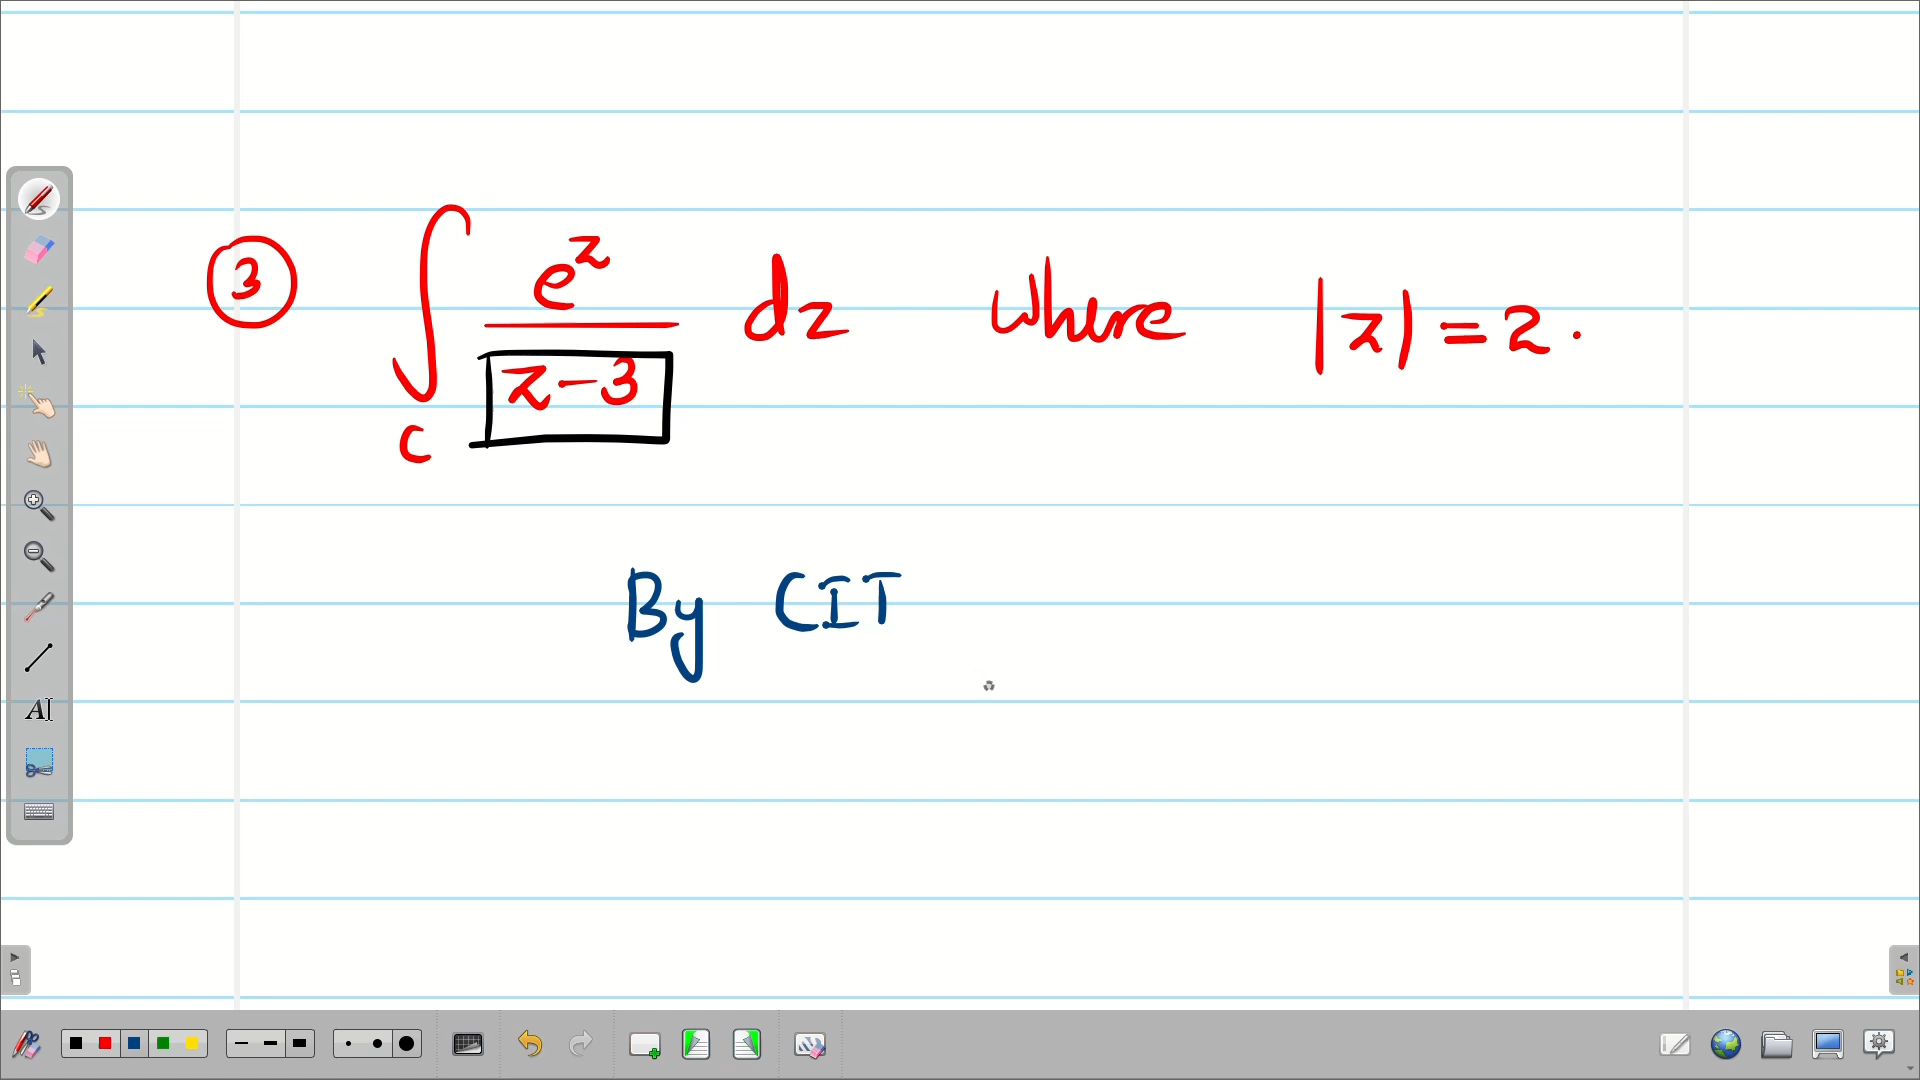 ③ ∫_C e^z / (z-3) dz where |z| = 2.
By CIT